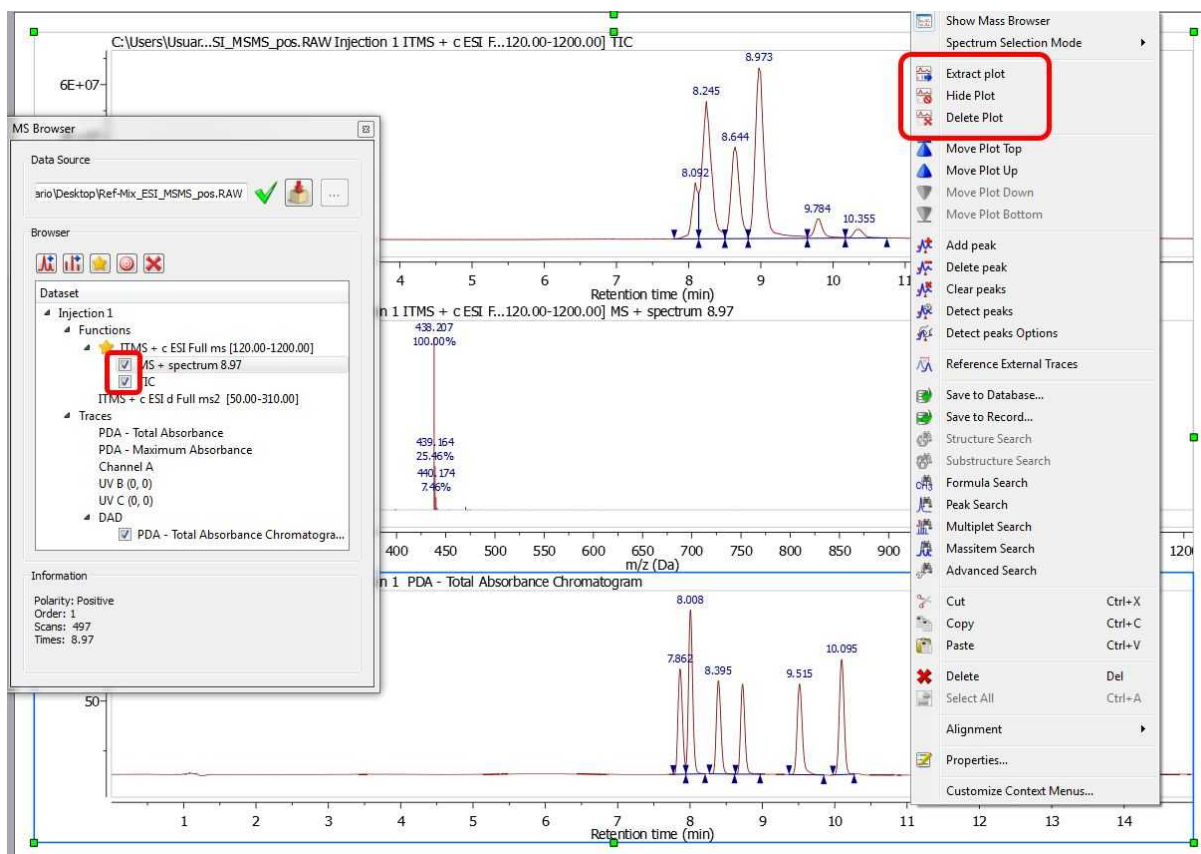 C:\Users\Usuar...SI_MSMS_pos.RAW Injection 1 ITMS + c ESI F...120.00-1200.00] TIC
6E+07
8.092
8.245
8.644
8.973
9.784
10.355
4 5 6 7 8 9 10 11
Retention time (min)
n 1 ITMS + c ESI F...120.00-1200.00] MS + spectrum 8.97
438.207
100.00%
439.164
25.46%
440.174
7.46%
400 450 500 550 600 650 700 750 800 850 900 120
m/z (Da)
n 1 PDA - Total Absorbance Chromatogram
7.862
8.008
8.395
9.515
10.095
50
1 2 3 4 5 6 7 8 9 10 11 12 13 14
Retention time (min)
MS Browser
Data Source
ario\Desktop\Ref-Mix_ESI_MSMS_pos.RAW
...
Browser
Dataset
Injection 1
Functions
ITMS + c ESI Full ms [120.00-1200.00]
MS + spectrum 8.97
TIC
ITMS + c ESI d Full ms2 [50.00-310.00]
Traces
PDA - Total Absorbance
PDA - Maximum Absorbance
Channel A
UV B (0, 0)
UV C (0, 0)
DAD
PDA - Total Absorbance Chromatogra...
Information
Polarity: Positive
Order: 1
Scans: 497
Times: 8.97
Show Mass Browser
Spectrum Selection Mode
Extract plot
Hide Plot
Delete Plot
Move Plot Top
Move Plot Up
Move Plot Down
Move Plot Bottom
Add peak
Delete peak
Clear peaks
Detect peaks
Detect peaks Options
Reference External Traces
Save to Database...
Save to Record...
Structure Search
Substructure Search
Formula Search
Peak Search
Multiplet Search
Massitem Search
Advanced Search
Cut Ctrl+X
Copy Ctrl+C
Paste Ctrl+V
Delete Del
Select All Ctrl+A
Alignment
Properties...
Customize Context Menus...